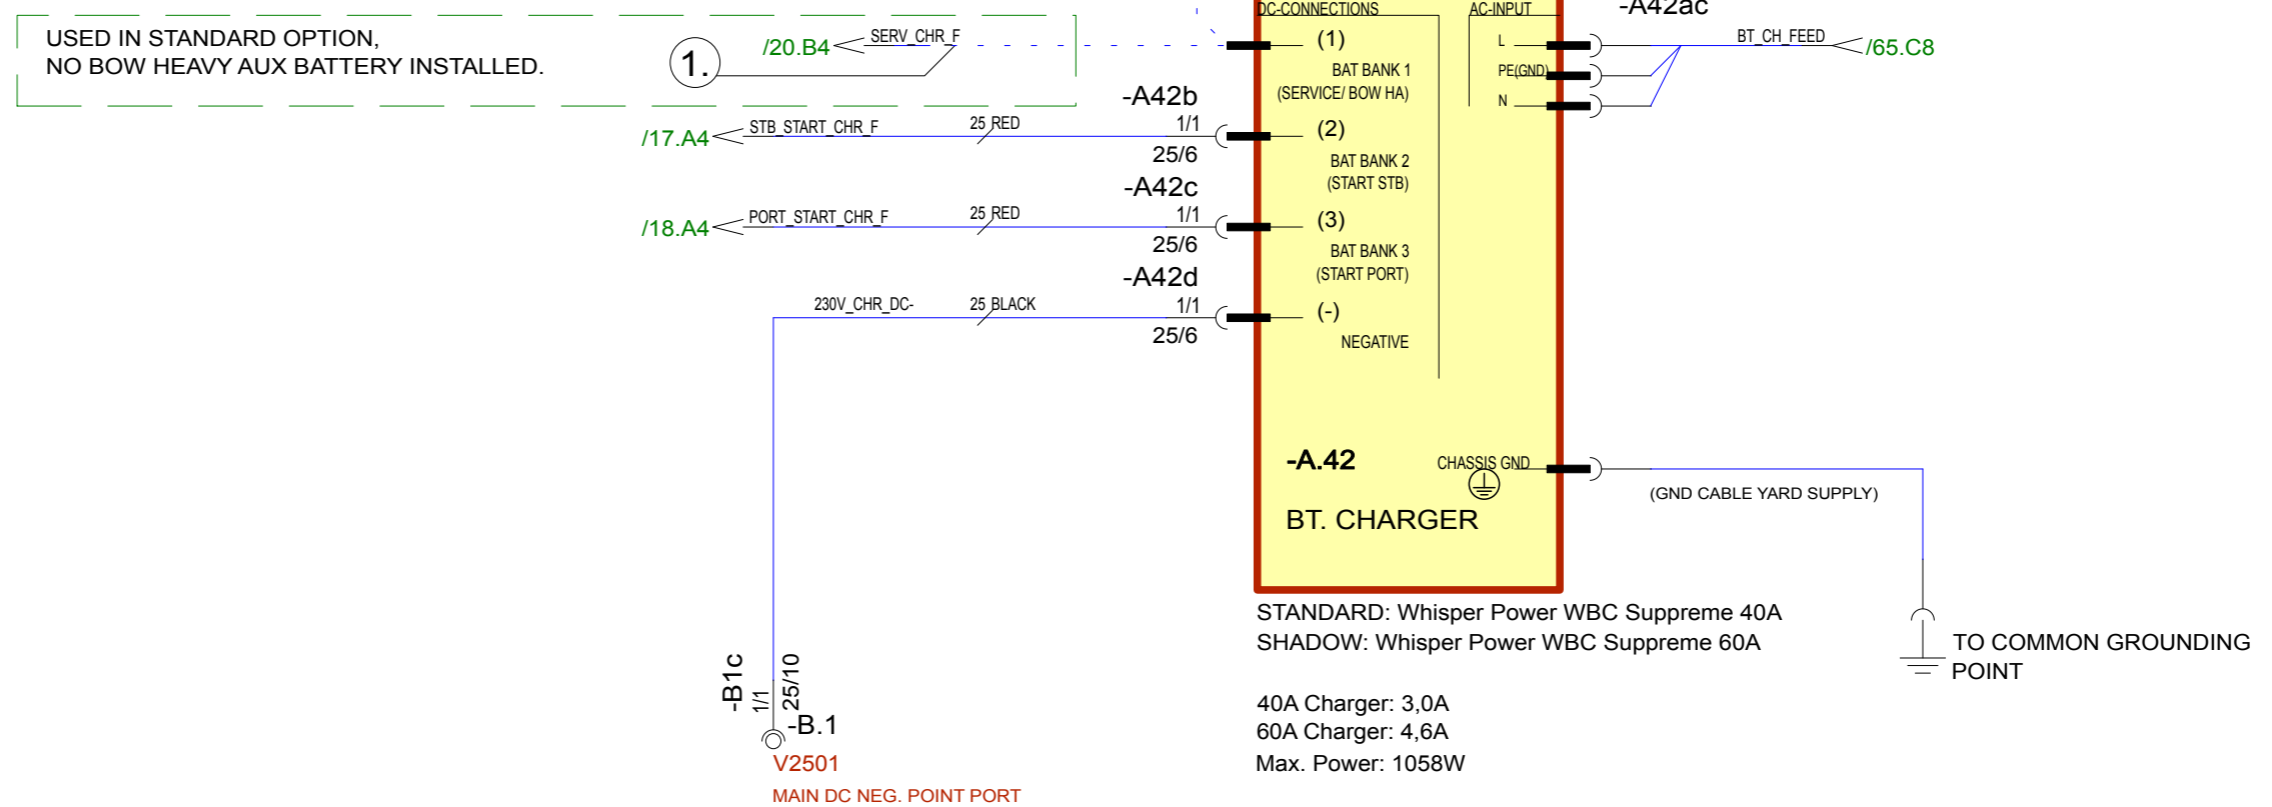 DC-CONNECTIONS
AC-INPUT
-A42ac
USED IN STANDARD OPTION,
NO BOW HEAVY AUX BATTERY INSTALLED.
1.
/20.B4
SERV_CHR_F
(1)
BAT BANK 1
(SERVICE/ BOW HA)
L
PE(GND)
N
BT_CH_FEED
/65.C8
-A42b
/17.A4
STB_START_CHR_F
25 RED
1/1
25/6
(2)
BAT BANK 2
(START STB)
-A42c
/18.A4
PORT_START_CHR_F
25 RED
1/1
25/6
(3)
BAT BANK 3
(START PORT)
-A42d
230V_CHR_DC-
25 BLACK
1/1
25/6
(-)
NEGATIVE
-A.42
CHASSIS GND
BT. CHARGER
(GND CABLE YARD SUPPLY)
TO COMMON GROUNDING
POINT
STANDARD: Whisper Power WBC Suppreme 40A
SHADOW: Whisper Power WBC Suppreme 60A
40A Charger: 3,0A
60A Charger: 4,6A
Max. Power: 1058W
-B1c
1/1
25/10
-B.1
V2501
MAIN DC NEG. POINT PORT